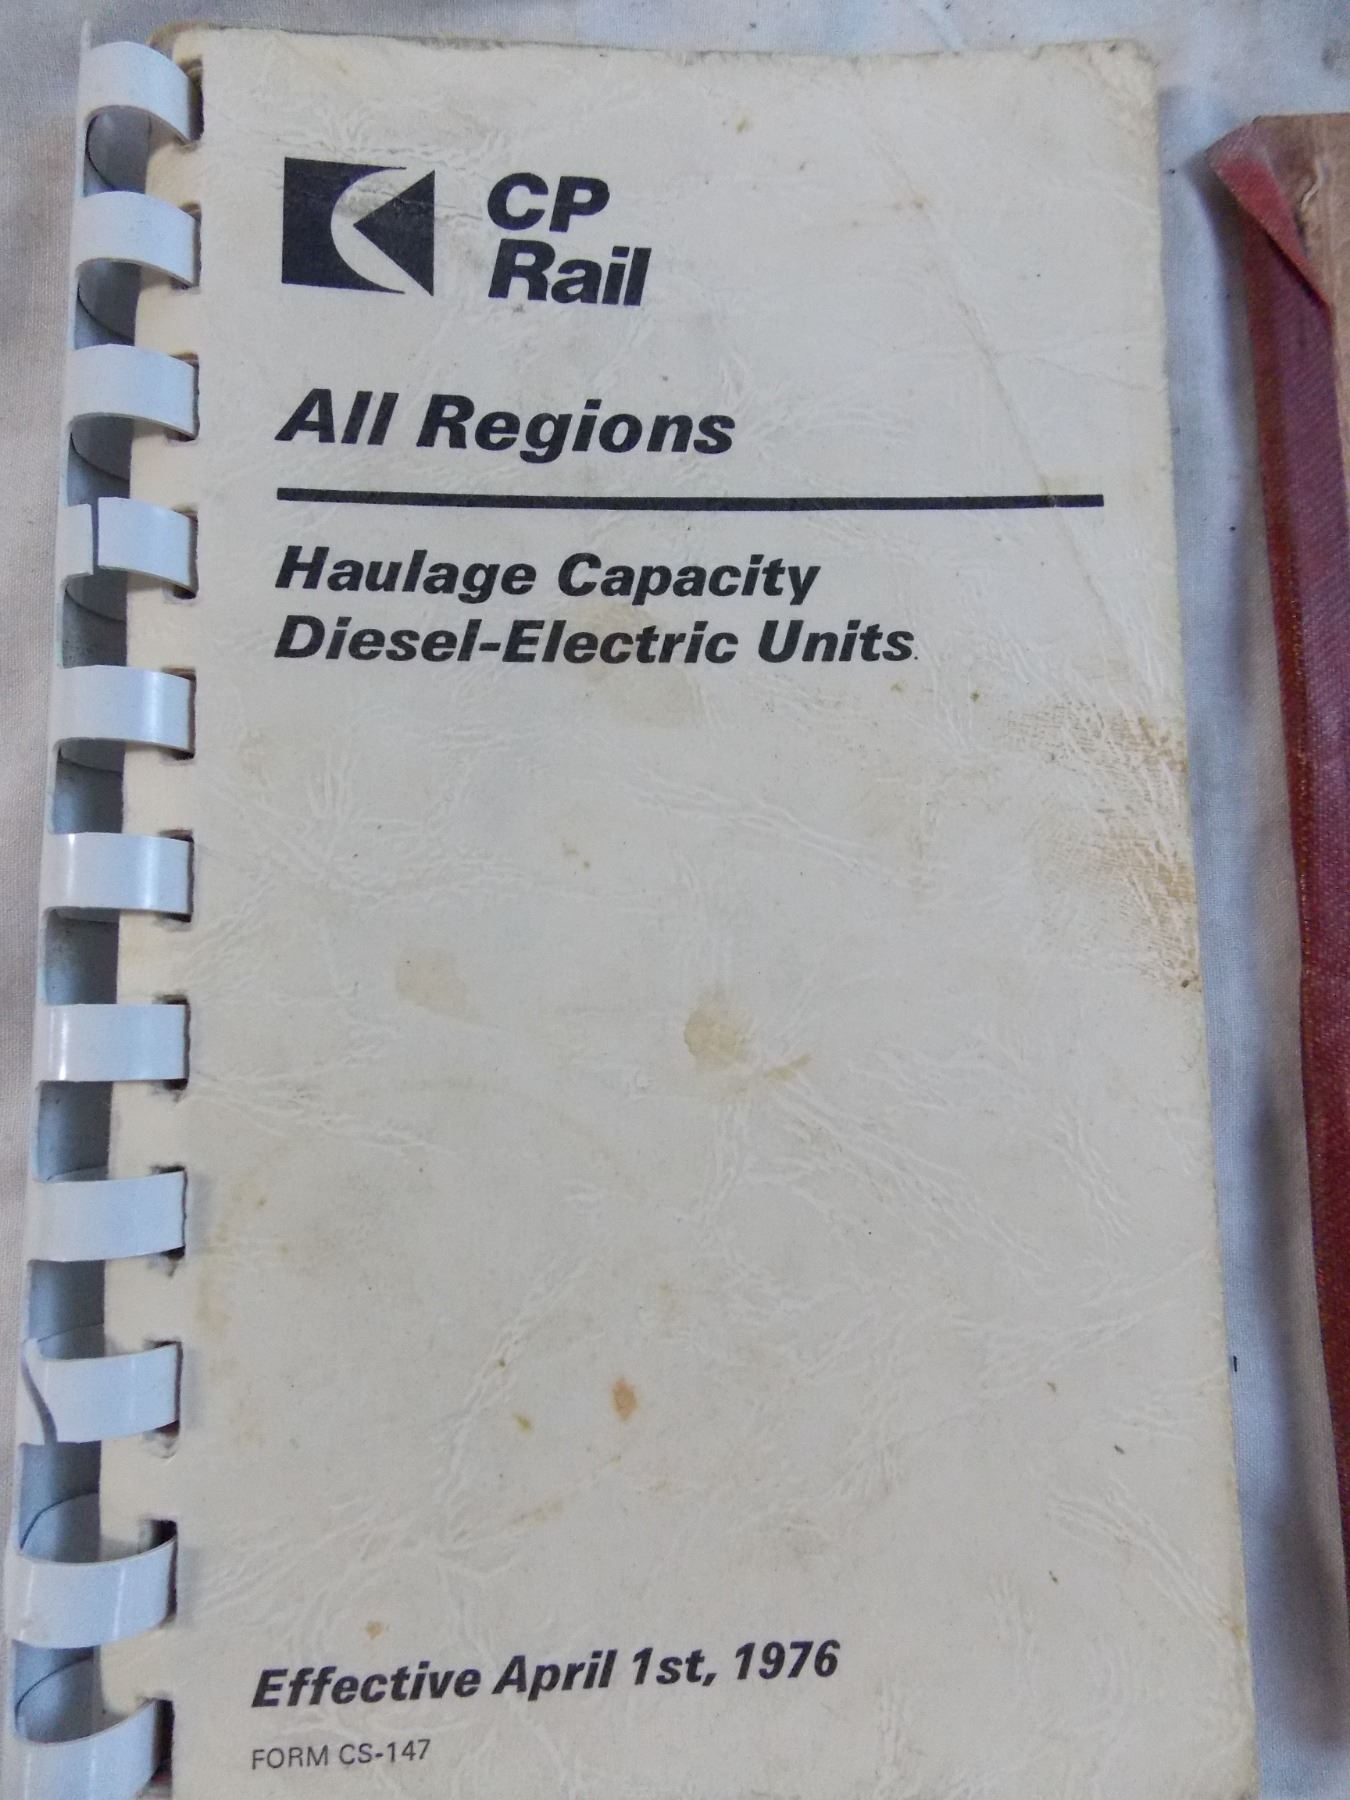 CP
Rail
All Regions
Haulage Capacity
Diesel-Electric Units.
Effective April 1st, 1976
FORM CS-147